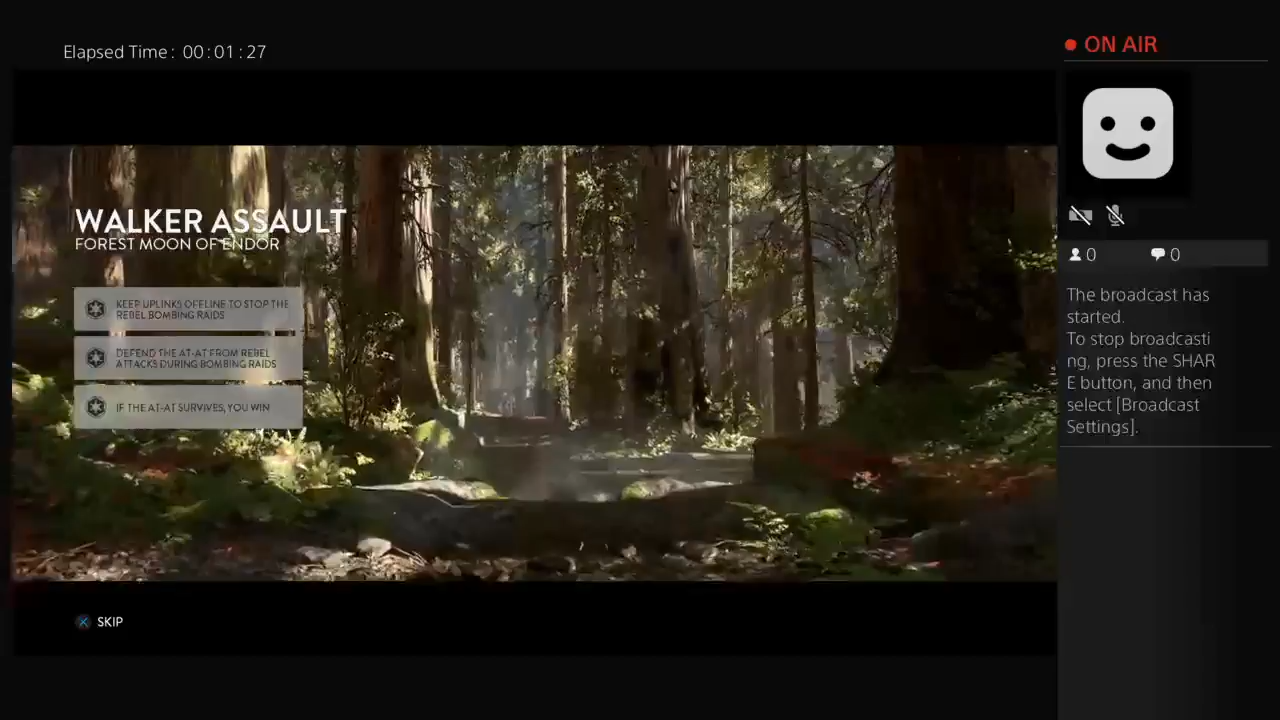 Elapsed Time: 00:01:27
ON AIR
WALKER ASSAULT
FOREST MOON OF ENDOR
KEEP UPLINKS OFFLINE TO STOP THE
REBEL BOMBING RAIDS
DEFEND THE AT-AT FROM REBEL
ATTACKS DURING BOMBING RAIDS
IF THE AT-AT SURVIVES, YOU WIN
SKIP
0
0
The broadcast has
started.
To stop broadcasti
ng, press the SHAR
E button, and then
select [Broadcast
Settings].